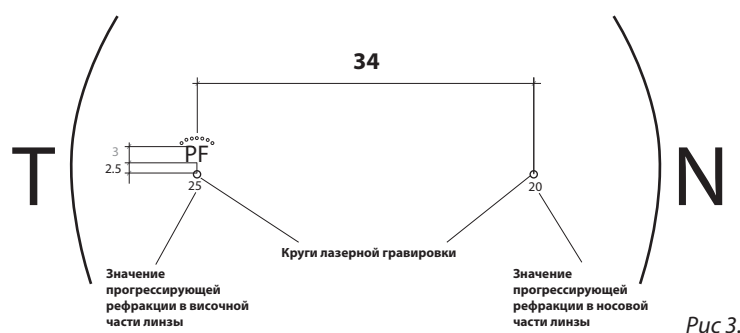 34
3
PF
T
N
2.5
25
20
Круги лазерной гравировки
Значение
прогрессирующей
рефракции в височной
части линзы
Значение
прогрессирующей
рефракции в носовой
части линзы
Рис 3.